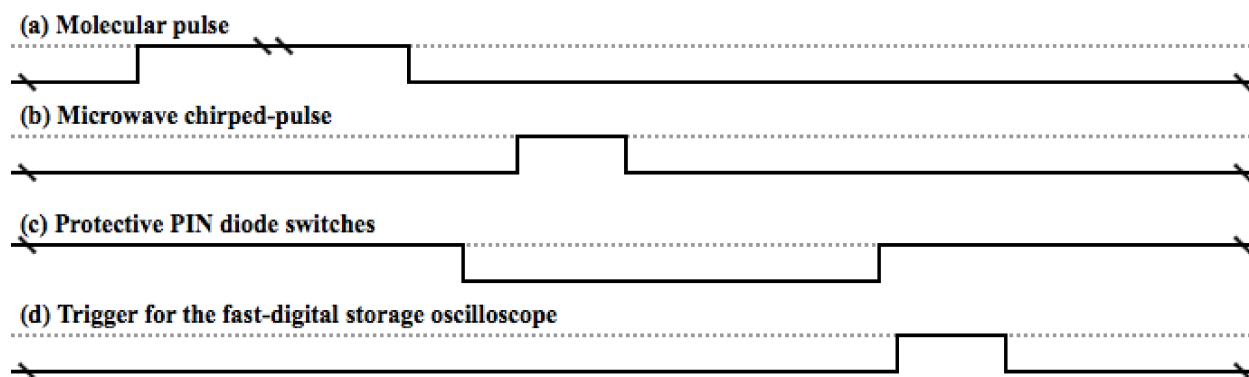 (a) Molecular pulse
(b) Microwave chirped-pulse
(c) Protective PIN diode switches
(d) Trigger for the fast-digital storage oscilloscope